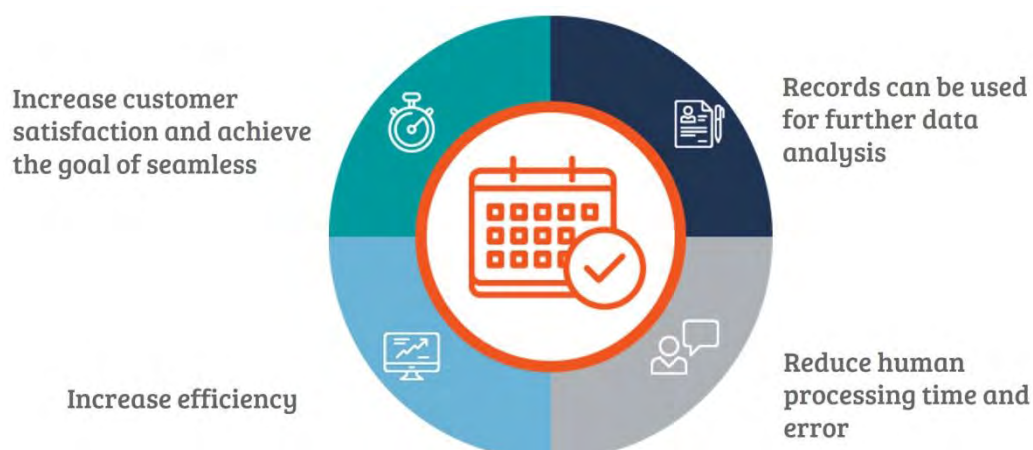 Increase customer
satisfaction and achieve
the goal of seamless
Records can be used
for further data
analysis
Increase efficiency
Reduce human
processing time and
error